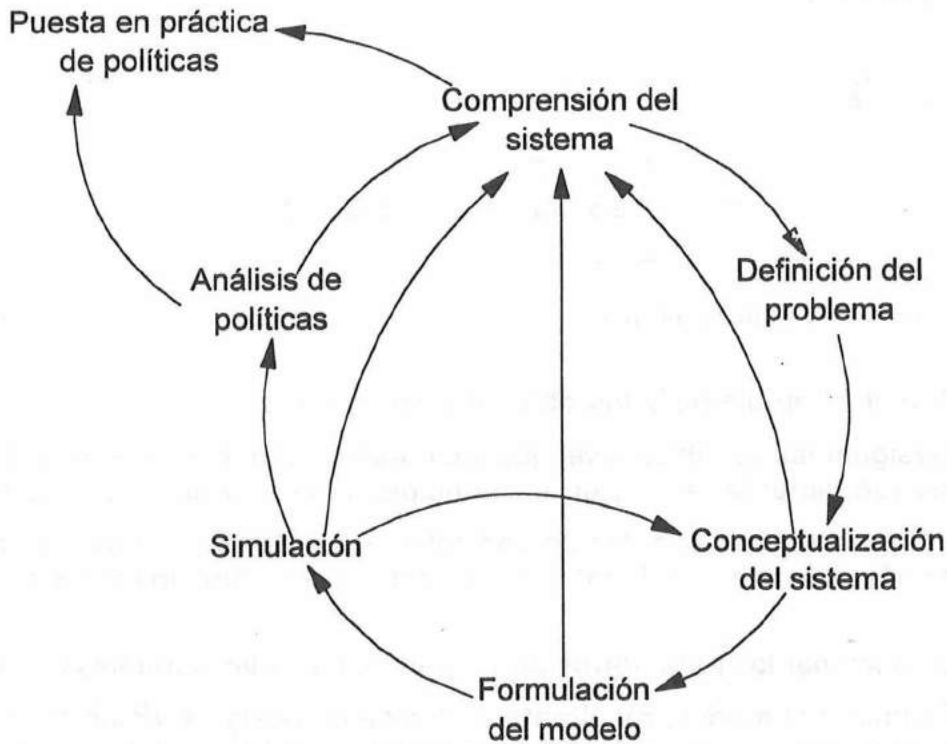 Puesta en práctica
de políticas
Comprensión del
sistema
Análisis de
políticas
Definición del
problema
Simulación
Conceptualización
del sistema
Formulación
del modelo